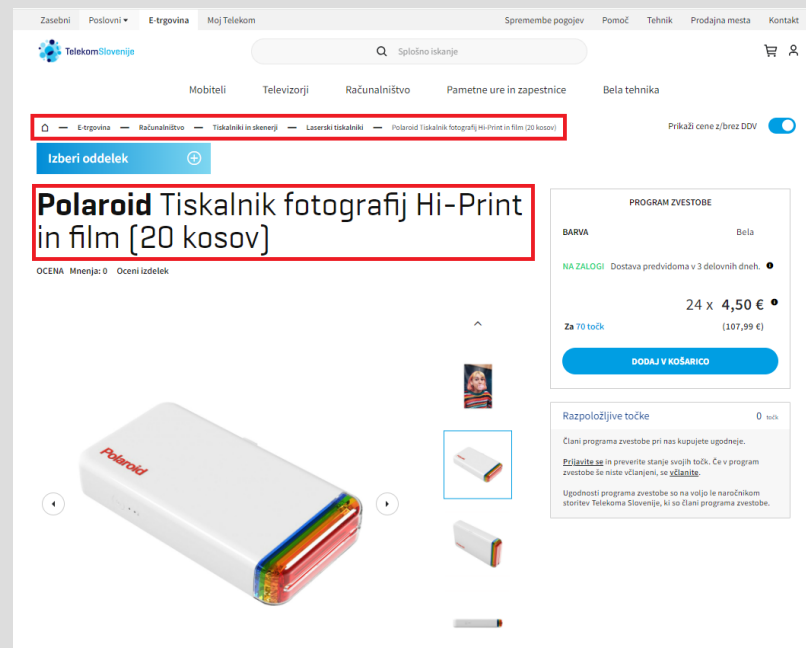 Zasebni Poslovni E-trgovina Moj Telekom Spremembe pogojev Pomoč Tehnik Prodajna mesta Kontakt
TelekomSlovenije Splošno iskanje
Mobiteli Televizorji Računalništvo Pametne ure in zapestnice Bela tehnika
E-trgovina — Računalništvo — Tiskalniki in skenerji — Laserski tiskalniki — Polaroid Tiskalnik fotografij Hi-Print in film (20 kosov)
Prikaži cene z/brez DDV
Izberi oddelek
Polaroid Tiskalnik fotografij Hi-Print
in film (20 kosov)
OCENA Mnenja: 0 Oceni izdelek
Polaroid
PROGRAM ZVESTOBE
BARVA Bela
NA ZALOGI Dostava predvidoma v 3 delovnih dneh.
24 x 4,50 €
Za 70 točk (107,99 €)
DODAJ V KOŠARICO
Razpoložljive točke 0 točk
Člani programa zvestobe pri nas kupujete ugodneje.
Prijavite se in preverite stanje svojih točk. Če v program
zvestobe še niste včlanjeni, se včlanite.
Ugodnosti programa zvestobe so na voljo le naročnikom
storitev Telekoma Slovenije, ki so člani programa zvestobe.